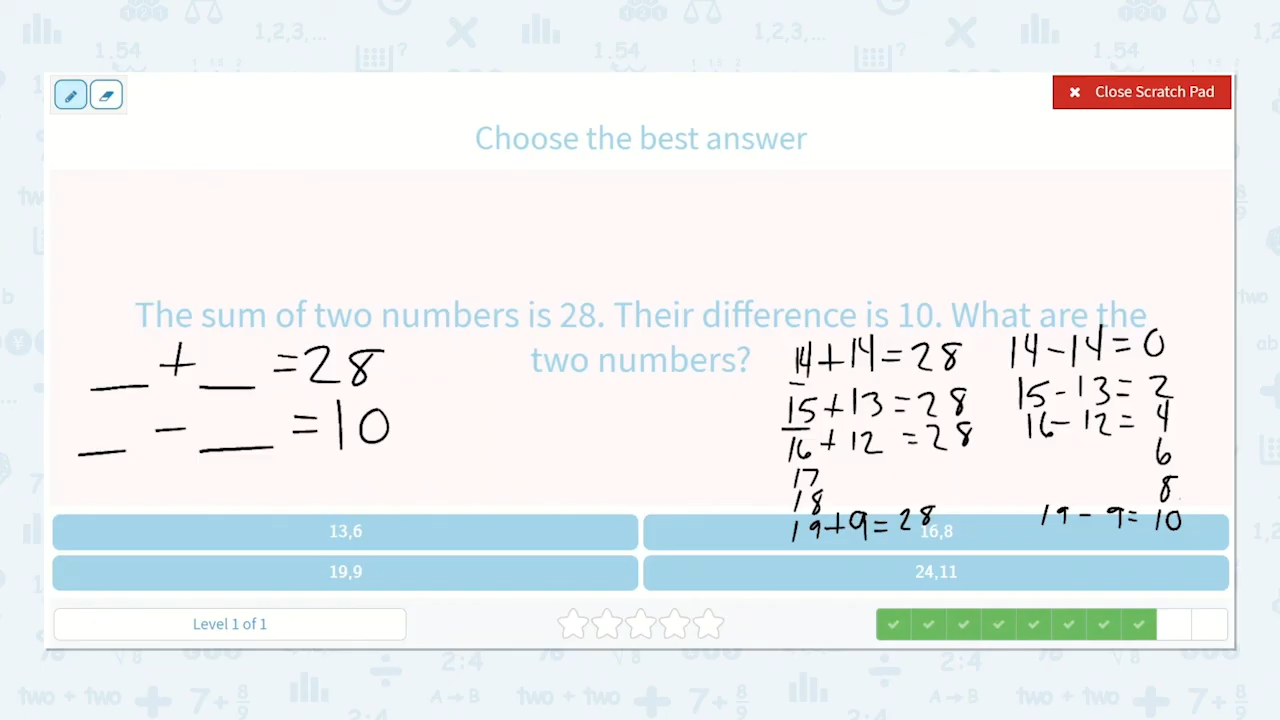 Close Scratch Pad
Choose the best answer
The sum of two numbers is 28. Their difference is 10. What are the
two numbers?
__ + __ = 28
__ - __ = 10
14+14=28
15+13=28
16+12=28
17
18
19+9=28
14-14=0
15-13=2
16-12=4
6
8
19-9=10
13,6
16,8
19,9
24,11
Level 1 of 1